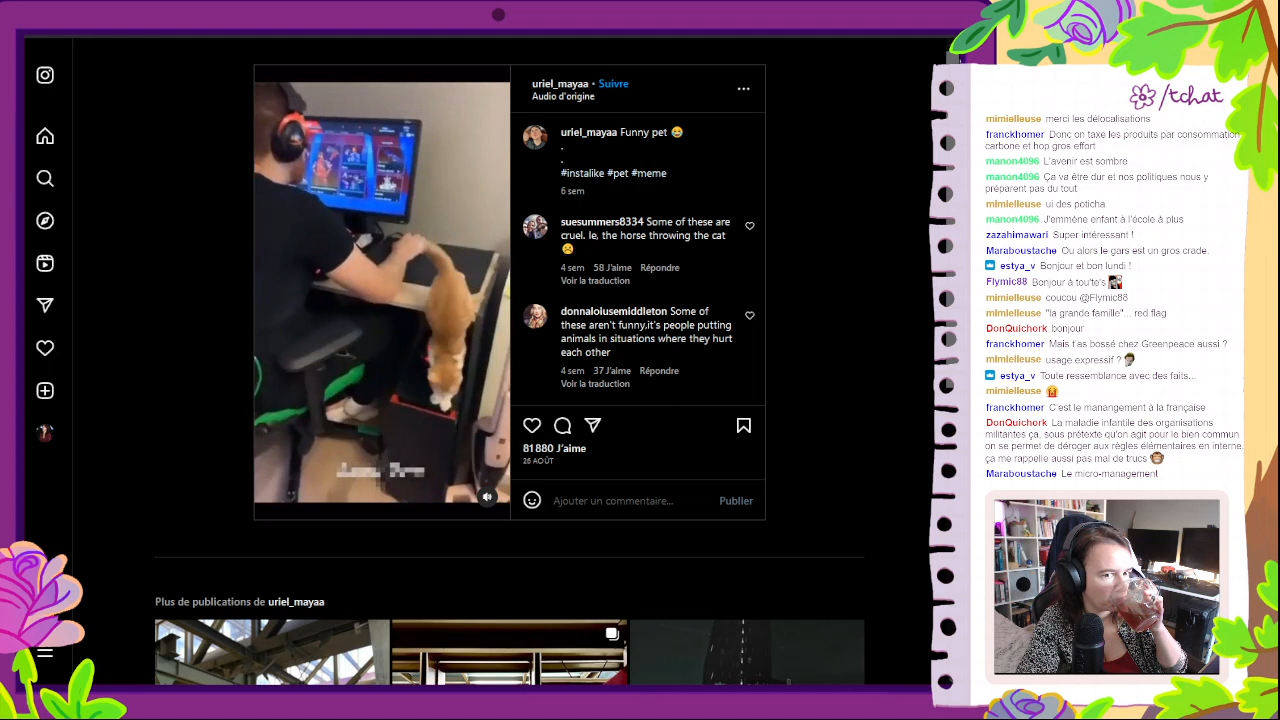 uriel_mayaa • Suivre
Audio d'origine
uriel_mayaa Funny pet 😂
.
.
#instalike #pet #meme
6 sem
suesummers8334 Some of these are
cruel. Ie, the horse throwing the cat
☹️
4 sem 58 J'aime Répondre
Voir la traduction
donnaloiusemiddleton Some of
these aren't funny.it's people putting
animals in situations where they hurt
each other
4 sem 37 J'aime Répondre
Voir la traduction
81 880 J'aime
26 AOÛT
Ajouter un commentaire... Publier
Plus de publications de uriel_mayaa
/tchat
mimielleuse merci les délocalisations
franckhomer Donc on taxe les produits par consommation
carbone et hop gros effort
manon4096 L'avenir est sombre
manon4096 Ça va être dur et nos politiques nous y
préparent pas du tout
mimielleuse ui des poticha
manon4096 J'emmène enfant à l'école à plus
zazahimawari Super intéressant !
Maraboustache Ou alors le gars est un gros crade.
estya_v Bonjour et bon lundi !
Flymic88 Bonjour à tou'te's
mimielleuse coucou @Flymic88
mimielleuse "la grande famille"... red flag
DonQuichork bonjour
franckhomer Mais t'as bossé chez Greenpeace aussi ?
mimielleuse usage expressif ?
estya_v Toute ressemblance avec des faits...
mimielleuse
franckhomer C'est le manangement à la française
DonQuichork La maladie infantile des organisations
militantes ça, sous prétexte qu'on agit pour le bien commun
on se permet de déroger aux règles élémentaires en interne.
ça me rappelle aussi pas mal de trucs
Maraboustache Le micro-management